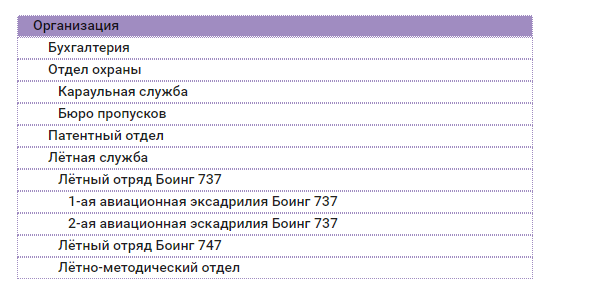 Организация
Бухгалтерия
Отдел охраны
Караульная служба
Бюро пропусков
Патентный отдел
Лётная служба
Лётный отряд Боинг 737
1-ая авиационная эксадрилия Боинг 737
2-ая авиационная эскадрилия Боинг 737
Лётный отряд Боинг 747
Лётно-методический отдел